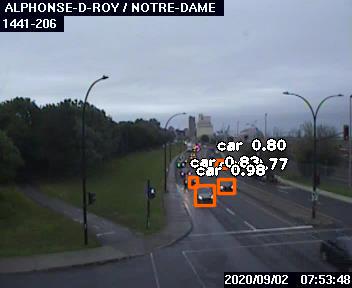 ALPHONSE-D-ROY / NOTRE-DAME
1441-206
car 0.80
car 0.83
.77
car 0.98
2020/09/02 07:53:48